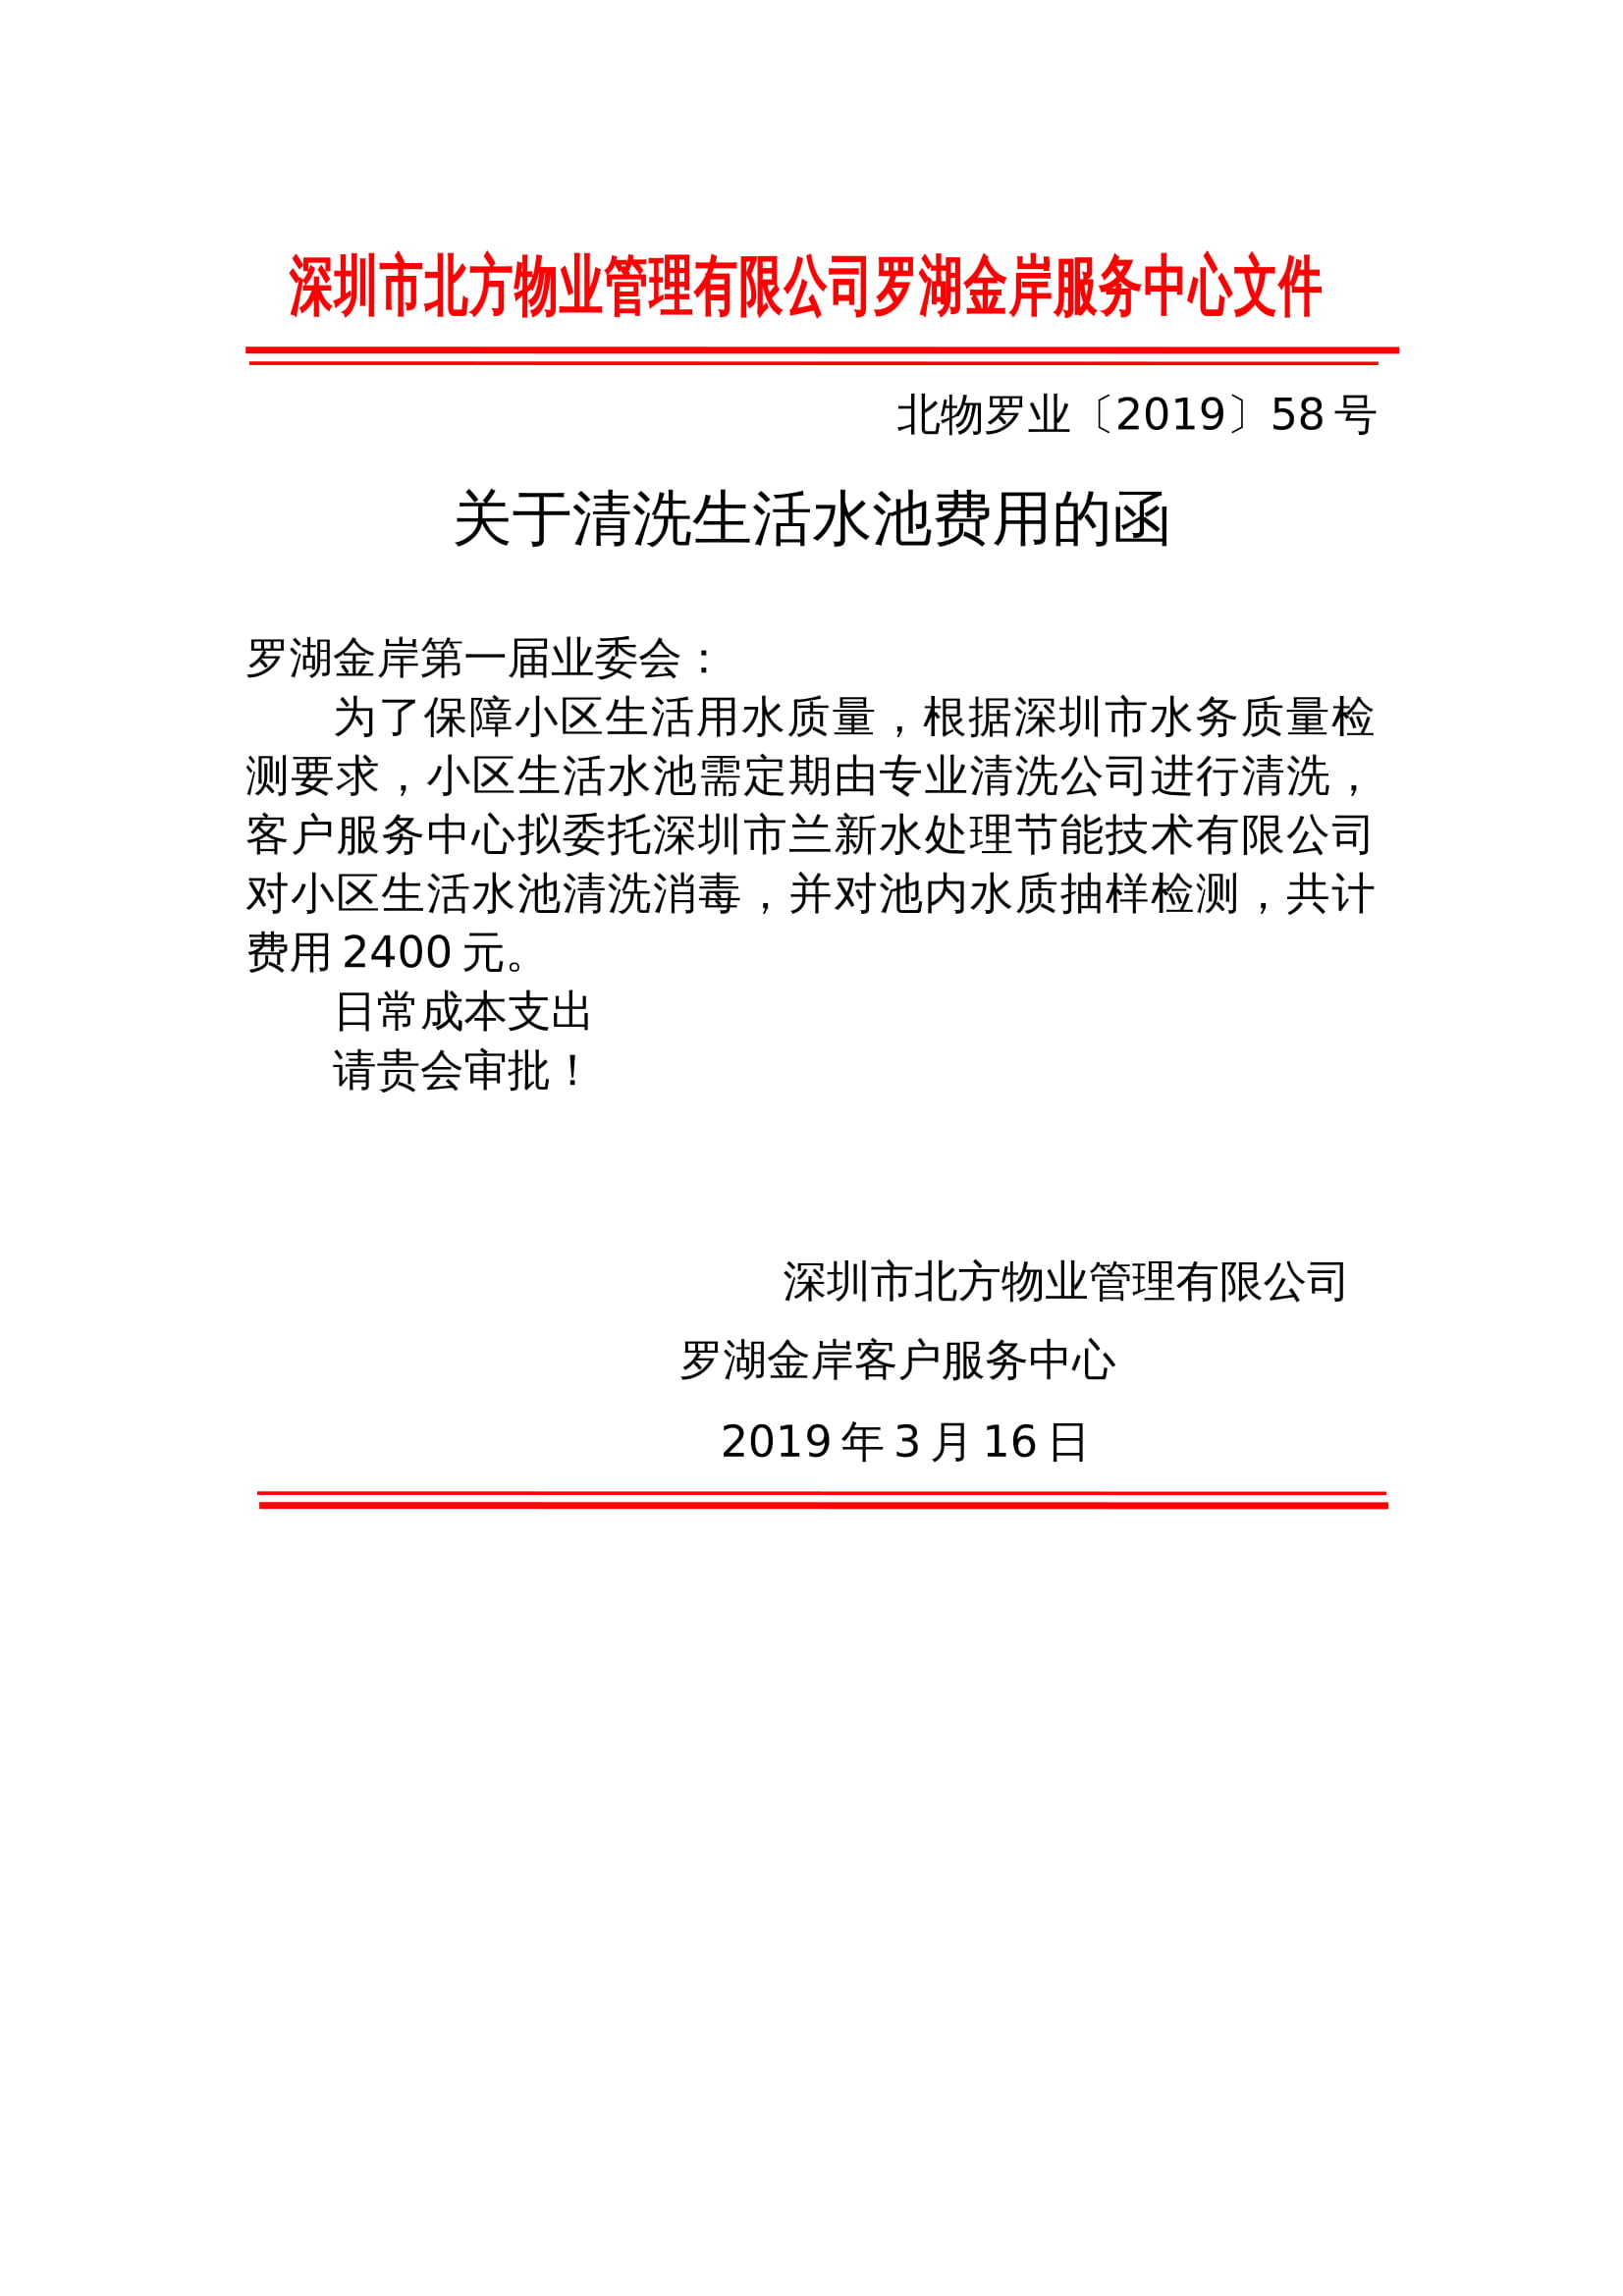 深圳市北方物业管理有限公司罗湖金岸服务中心文件
北物罗业〔2019〕58 号
关于清洗生活水池费用的函
罗湖金岸第一届业委会：
为了保障小区生活用水质量，根据深圳市水务质量检
测要求，小区生活水池需定期由专业清洗公司进行清洗，
客户服务中心拟委托深圳市兰新水处理节能技术有限公司
对小区生活水池清洗消毒，并对池内水质抽样检测，共计
费用 2400 元。
日常成本支出
请贵会审批！
深圳市北方物业管理有限公司
罗湖金岸客户服务中心
2019 年 3 月 16 日